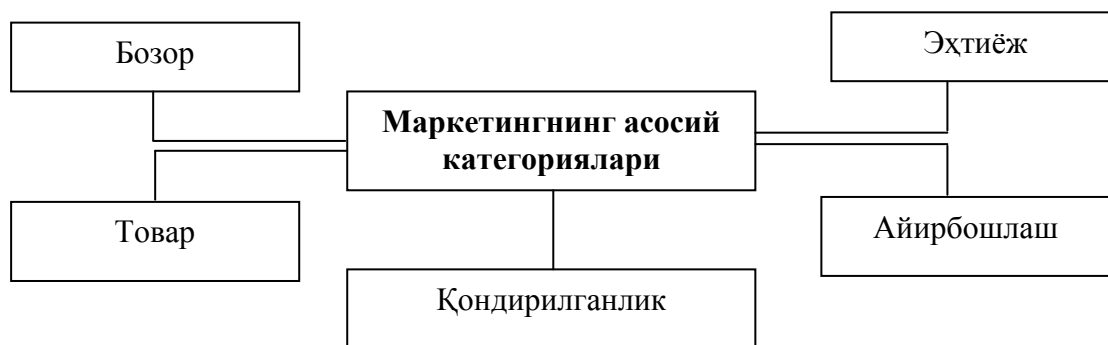 Бозор
Эҳтиёж
Маркетингнинг асосий
категориялари
Товар
Айирбошлаш
Қондирилганлик